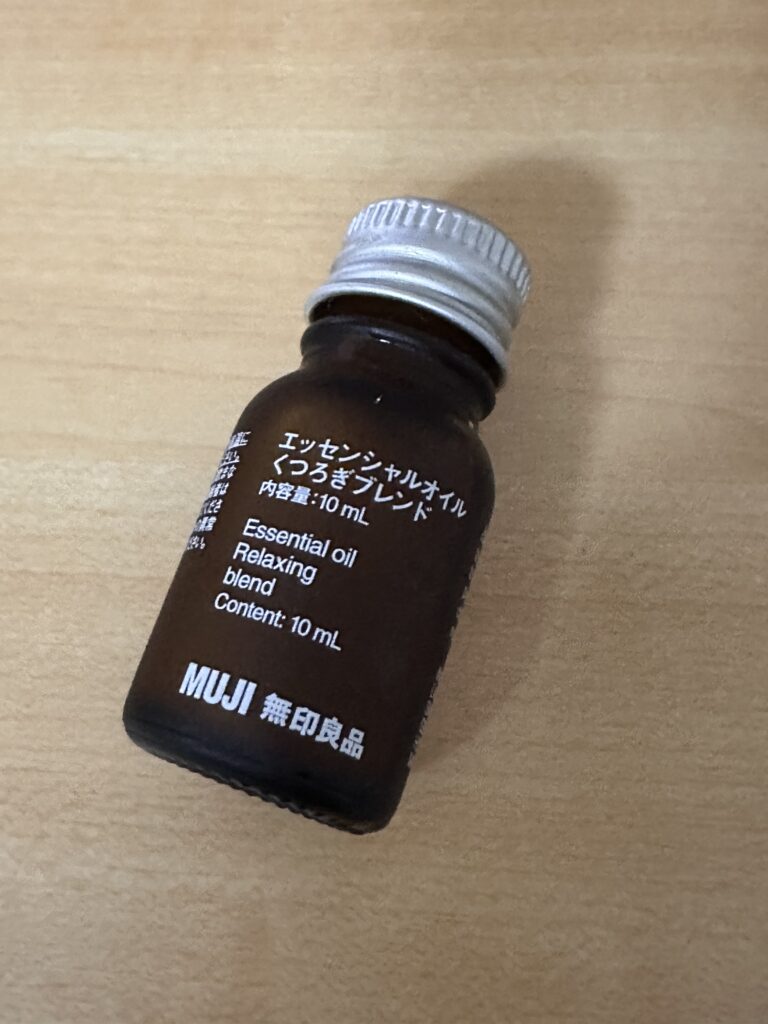 エッセンシャルオイル
くつろぎブレンド
内容量:10 mL
Essential oil
Relaxing
blend
Content: 10 mL
MUJI 無印良品